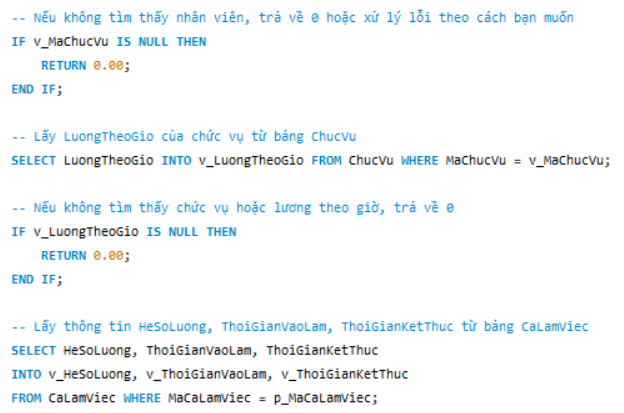 -- Nếu không tìm thấy nhân viên, trả về 0 hoặc xử lý lỗi theo cách bạn muốn
IF v_MaChucVu IS NULL THEN
    RETURN 0.00;
END IF;

-- Lấy LuongTheoGio của chức vụ từ bảng ChucVu
SELECT LuongTheoGio INTO v_LuongTheoGio FROM ChucVu WHERE MaChucVu = v_MaChucVu;

-- Nếu không tìm thấy chức vụ hoặc lương theo giờ, trả về 0
IF v_LuongTheoGio IS NULL THEN
    RETURN 0.00;
END IF;

-- Lấy thông tin HeSoLuong, ThoiGianVaoLam, ThoiGianKetThuc từ bảng CaLamViec
SELECT HeSoLuong, ThoiGianVaoLam, ThoiGianKetThuc
INTO v_HeSoLuong, v_ThoiGianVaoLam, v_ThoiGianKetThuc
FROM CaLamViec WHERE MaCaLamViec = p_MaCaLamViec;